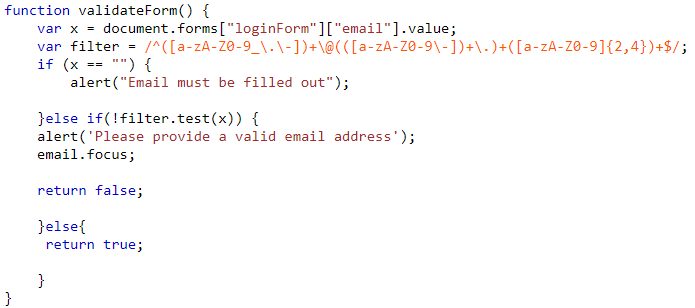 function validateForm() {
    var x = document.forms["loginForm"]["email"].value;
    var filter = /^([a-zA-Z0-9_\.\-])+\@(([a-zA-Z0-9\-])+\.)+([a-zA-Z0-9]{2,4})+$/;
    if (x == "") {
        alert("Email must be filled out");
    }else if(!filter.test(x)) {
    alert('Please provide a valid email address');
    email.focus;
    return false;
    }else{
     return true;
    }
}